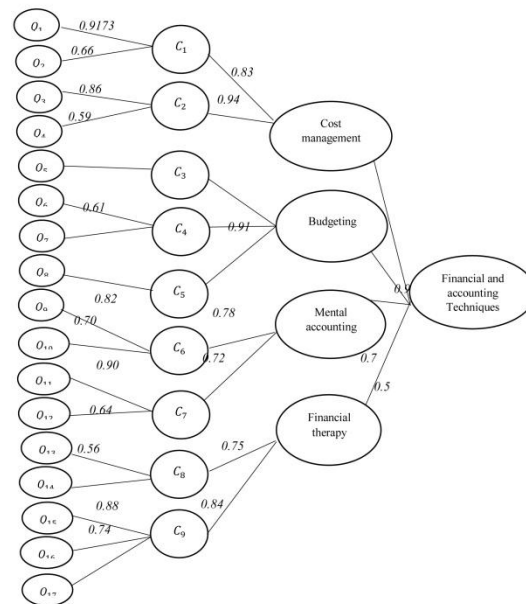 O₁
0.9173
O₂
0.66
C₁
0.83
O₃
0.86
O₄
0.59
C₂
0.94
Cost
management
O₅
C₃
O₆
0.61
O₇
C₄
0.91
Budgeting
O₈
0.82
C₅
0.78
O₉
0.70
C₆
0.72
Mental
accounting
0.9
Financial and
accounting
Techniques
O₁₀
0.90
O₁₁
0.64
O₁₂
C₇
0.7
0.5
Financial
therapy
O₁₃
0.56
O₁₄
C₈
0.75
O₁₅
0.88
0.84
O₁₆
0.74
C₉
O₁₇